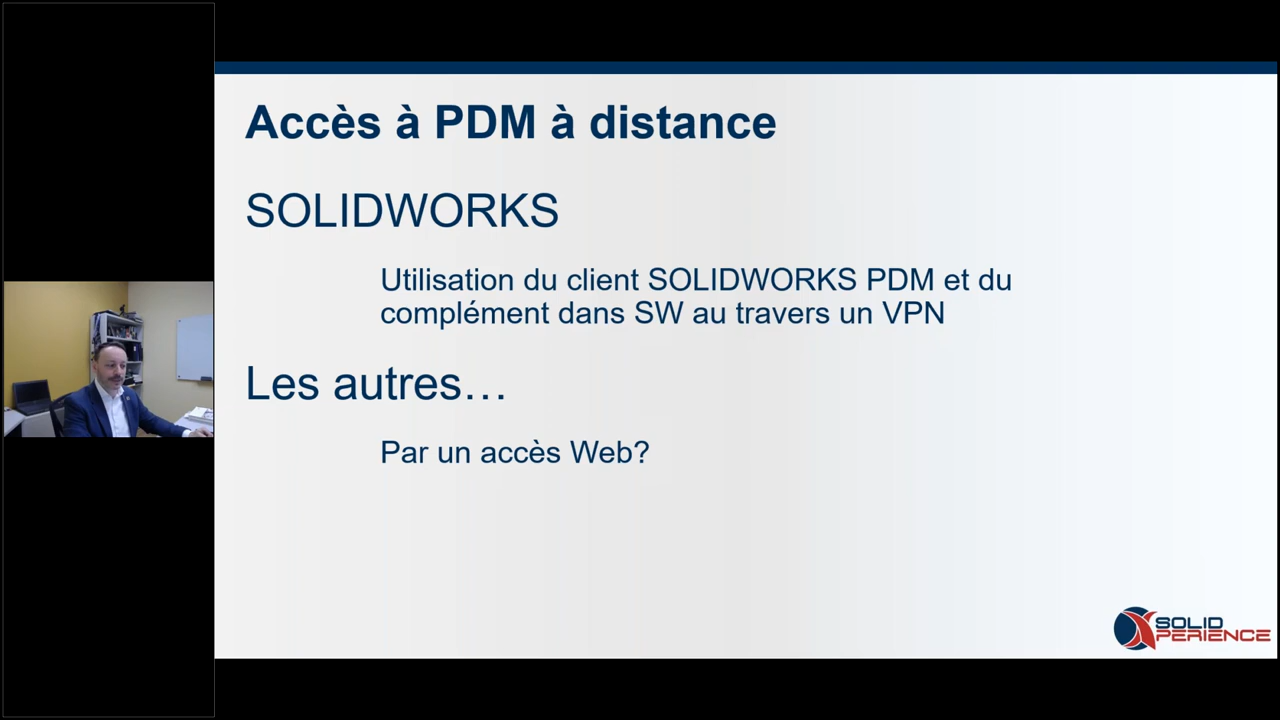 Accès à PDM à distance
SOLIDWORKS
Utilisation du client SOLIDWORKS PDM et du
complément dans SW au travers un VPN
Les autres…
Par un accès Web?
SOLID
XPERIENCE